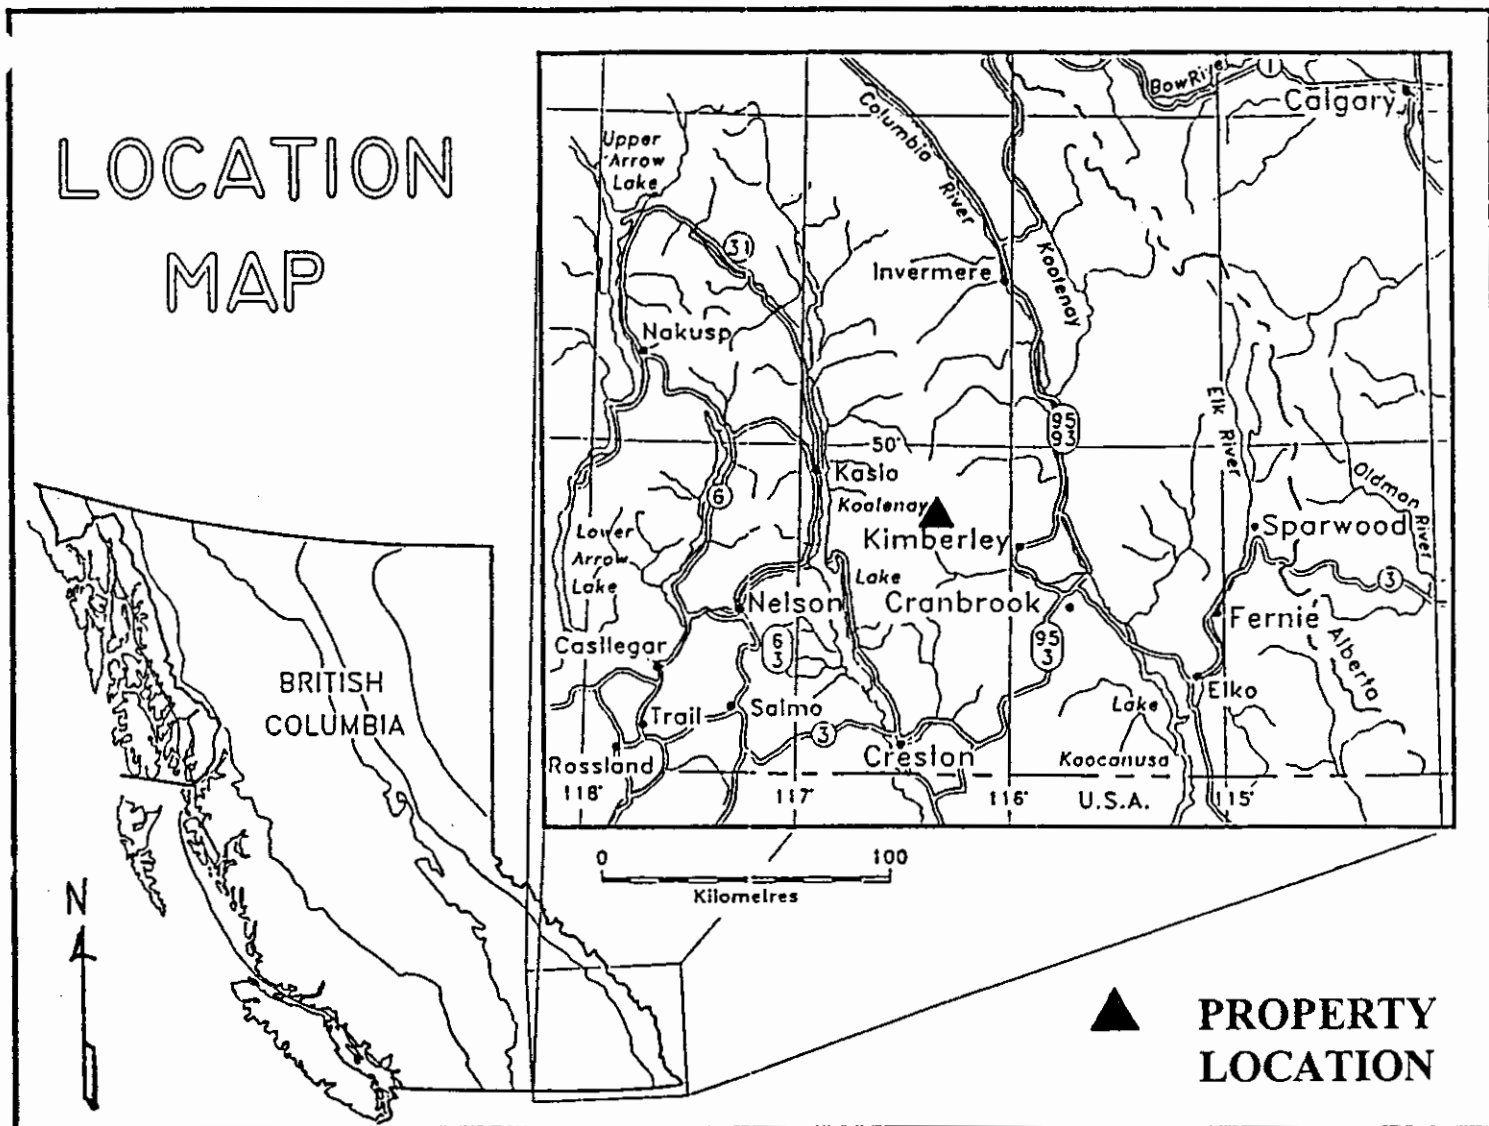 LOCATION
MAP
Bow River
1
Calgary
Columbia
River
Upper
Arrow
Lake
31
Kootenay
Invermere
Nakusp
Elk River
95
93
50°
Kaslo
Oldman River
6
Kootenay
Sparwood
Kimberley
Lower
Arrow
Lake
Lake
3
Nelson
Cranbrook
Fernie
Castlegar
6
3
95
3
Alberta
BRITISH
COLUMBIA
Elko
Trail
Salmo
Lake
3
Rossland
Creston
Koocanusa
118°
117°
116°
U.S.A.
115°
0
100
Kilometres
N
PROPERTY
LOCATION